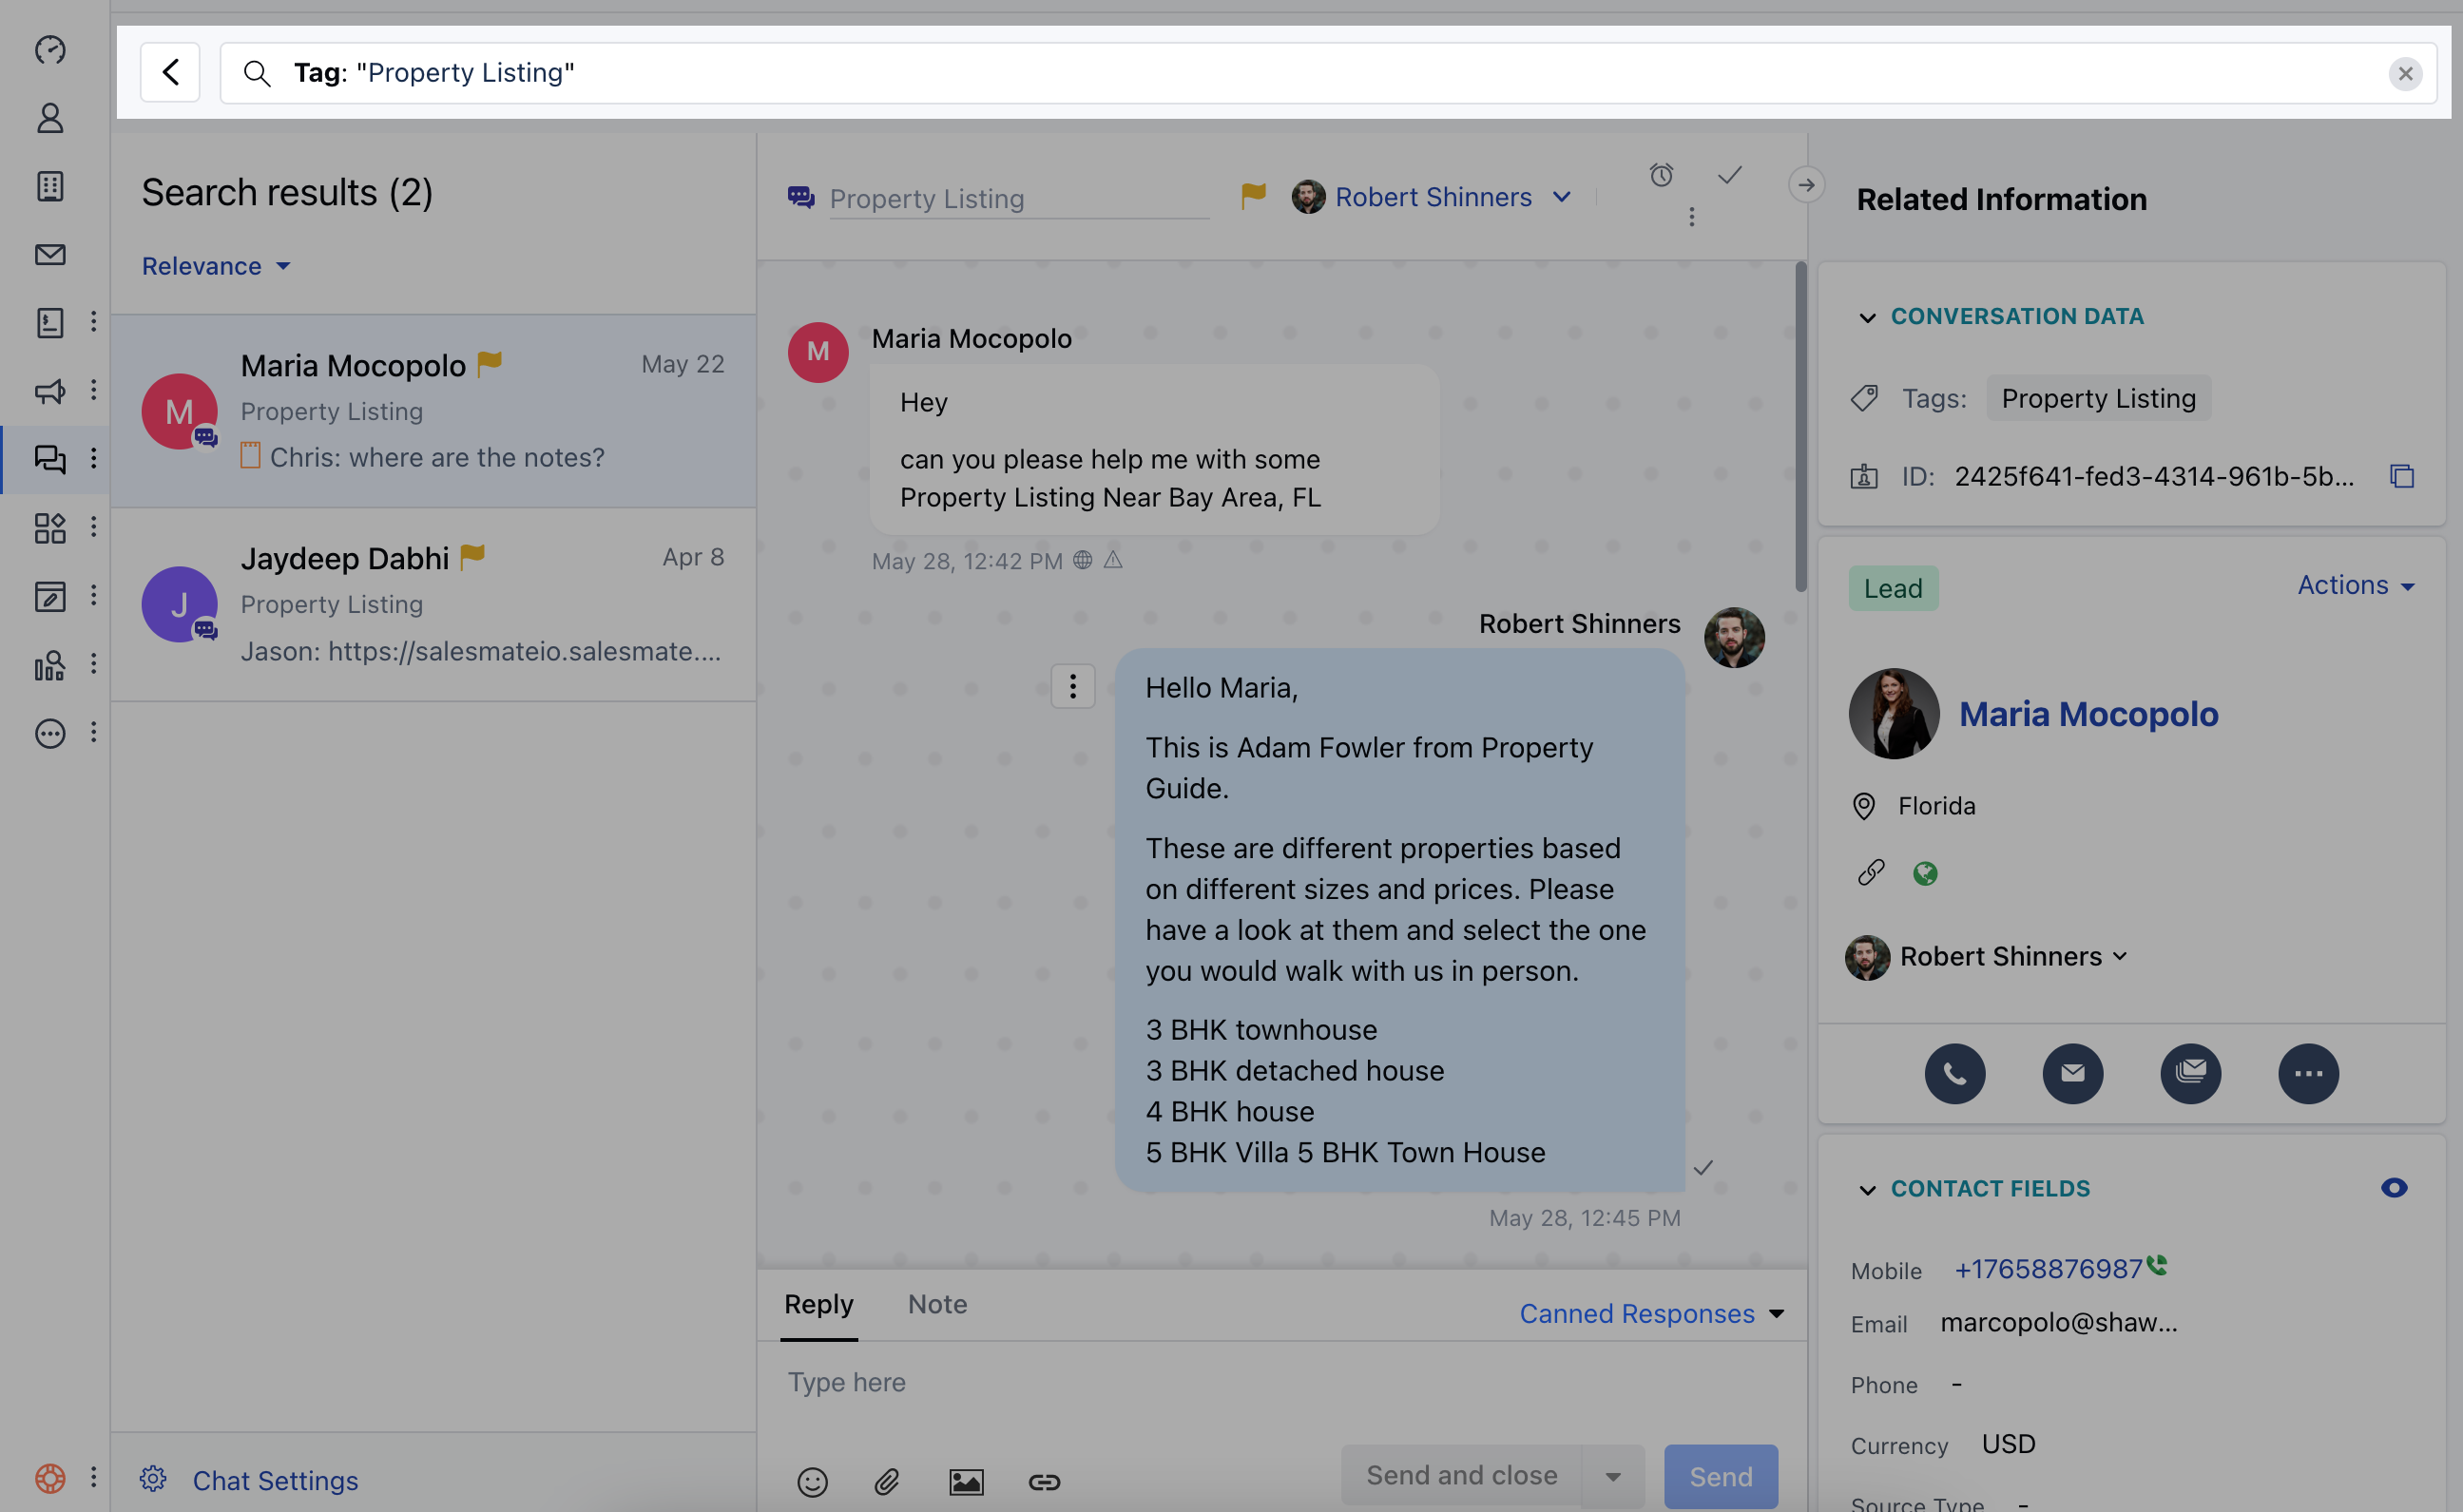 Tag: "Property Listing"
Search results (2)
Relevance
Maria Mocopolo
May 22
Property Listing
Chris: where are the notes?
Jaydeep Dabhi
Apr 8
Property Listing
Jason: https://salesmateio.salesmate....
Chat Settings
Property Listing
Robert Shinners
M
Maria Mocopolo
Hey
can you please help me with some
Property Listing Near Bay Area, FL
May 28, 12:42 PM
Robert Shinners
Hello Maria,
This is Adam Fowler from Property
Guide.
These are different properties based
on different sizes and prices. Please
have a look at them and select the one
you would walk with us in person.
3 BHK townhouse
3 BHK detached house
4 BHK house
5 BHK Villa 5 BHK Town House
May 28, 12:45 PM
Reply
Note
Canned Responses
Type here
Send and close
Send
Related Information
CONVERSATION DATA
Tags: Property Listing
ID: 2425f641-fed3-4314-961b-5b...
Lead
Actions
Maria Mocopolo
Florida
Robert Shinners
CONTACT FIELDS
Mobile +17658876987
Email marcopolo@shaw...
Phone -
Currency USD
Source Type -
M
J